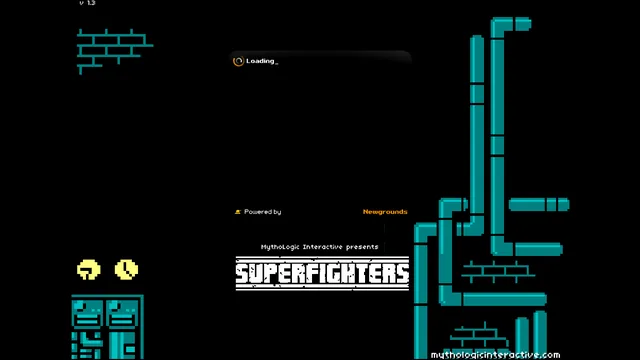 v 1.3
Loading_
Powered by Newgrounds
MythoLogic Interactive presents
SUPERFIGHTERS
mythologicinteractive.com